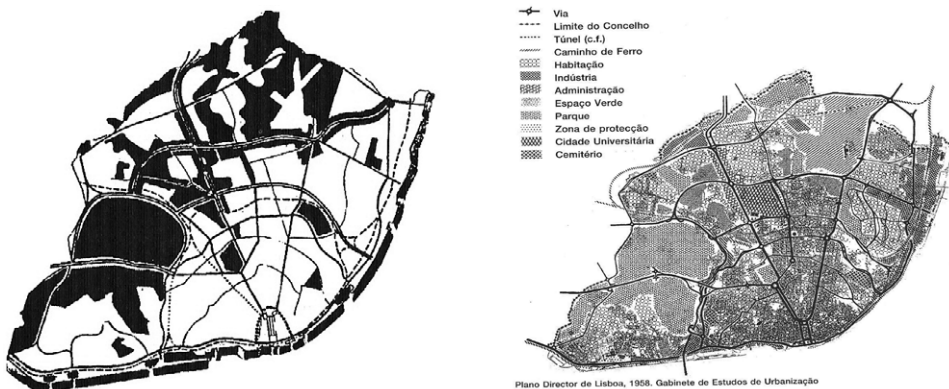 Via
Limite do Concelho
Túnel (c.f.)
Caminho de Ferro
Habitação
Indústria
Administração
Espaço Verde
Parque
Zona de protecção
Cidade Universitária
Cemitério
Plano Director de Lisboa, 1958. Gabinete de Estudos de Urbanização